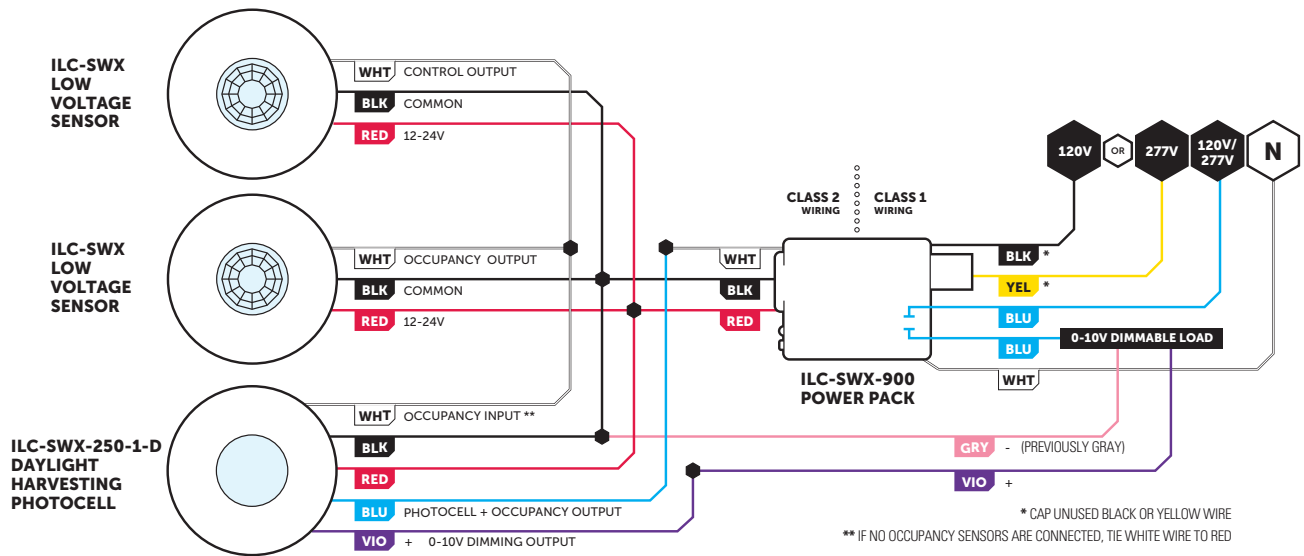 ILC-SWX
LOW
VOLTAGE
SENSOR
WHT CONTROL OUTPUT
BLK COMMON
RED 12-24V
ILC-SWX
LOW
VOLTAGE
SENSOR
WHT OCCUPANCY OUTPUT
BLK COMMON
RED 12-24V
ILC-SWX-250-1-D
DAYLIGHT
HARVESTING
PHOTOCELL
WHT OCCUPANCY INPUT **
BLK
RED
BLU PHOTOCELL + OCCUPANCY OUTPUT
VIO + 0-10V DIMMING OUTPUT
WHT
BLK
RED
CLASS 2
WIRING
CLASS 1
WIRING
ILC-SWX-900
POWER PACK
120V
OR
277V
120V/
277V
N
BLK *
YEL *
BLU
BLU
0-10V DIMMABLE LOAD
WHT
GRY - (PREVIOUSLY GRAY)
VIO +
* CAP UNUSED BLACK OR YELLOW WIRE
** IF NO OCCUPANCY SENSORS ARE CONNECTED, TIE WHITE WIRE TO RED